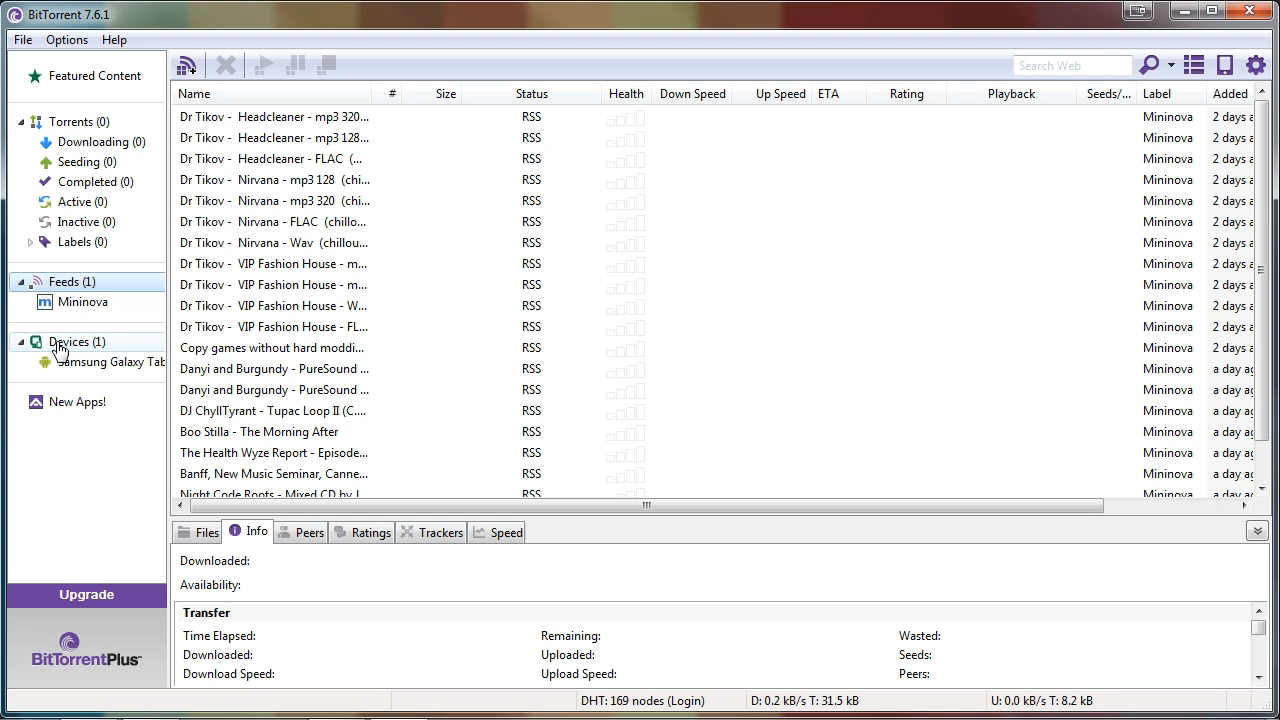 BitTorrent 7.6.1
File Options Help
Featured Content
Torrents (0)
Downloading (0)
Seeding (0)
Completed (0)
Active (0)
Inactive (0)
Labels (0)
Feeds (1)
Mininova
Devices (1)
Samsung Galaxy Tab
New Apps!
Upgrade
BitTorrentPlus
Search Web
Name # Size Status Health Down Speed Up Speed ETA Rating Playback Seeds/... Label Added
Dr Tikov - Headcleaner - mp3 320... RSS Mininova 2 days a
Dr Tikov - Headcleaner - mp3 128... RSS Mininova 2 days a
Dr Tikov - Headcleaner - FLAC (... RSS Mininova 2 days a
Dr Tikov - Nirvana - mp3 128 (chi... RSS Mininova 2 days a
Dr Tikov - Nirvana - mp3 320 (chi... RSS Mininova 2 days a
Dr Tikov - Nirvana - FLAC (chillo... RSS Mininova 2 days a
Dr Tikov - Nirvana - Wav (chillou... RSS Mininova 2 days a
Dr Tikov - VIP Fashion House - m... RSS Mininova 2 days a
Dr Tikov - VIP Fashion House - m... RSS Mininova 2 days a
Dr Tikov - VIP Fashion House - W... RSS Mininova 2 days a
Dr Tikov - VIP Fashion House - FL... RSS Mininova 2 days a
Copy games without hard moddi... RSS Mininova 2 days a
Danyi and Burgundy - PureSound ... RSS Mininova a day ag
Danyi and Burgundy - PureSound ... RSS Mininova a day ag
DJ ChyllTyrant - Tupac Loop II (C.... RSS Mininova a day ag
Boo Stilla - The Morning After RSS Mininova a day ag
The Health Wyze Report - Episode... RSS Mininova a day ag
Banff, New Music Seminar, Canne... RSS Mininova a day ag
Night Code Roots - Mixed CD by J... RSS Mininova a day ag
Files Info Peers Ratings Trackers Speed
Downloaded:
Availability:
Transfer
Time Elapsed: Remaining: Wasted:
Downloaded: Uploaded: Seeds:
Download Speed: Upload Speed: Peers:
DHT: 169 nodes (Login) D: 0.2 kB/s T: 31.5 kB U: 0.0 kB/s T: 8.2 kB